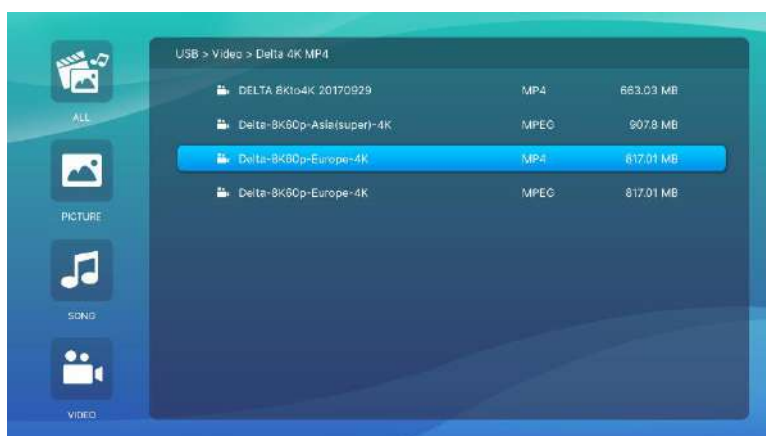 USB > Video > Delta 4K MP4
ALL
DELTA 8Kto4K 20170929 MP4 663.03 MB
Delta-8K60p-Asia(super)-4K MPEG 907.8 MB
Delta-8K60p-Europe-4K MP4 817.01 MB
Delta-8K60p-Europe-4K MPEG 817.01 MB
PICTURE
SONG
VIDEO